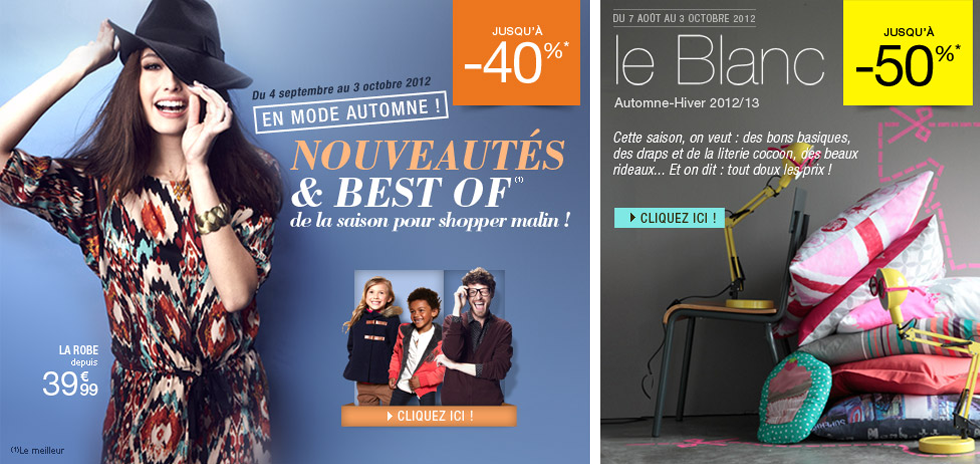 JUSQU'À
-40%*
Du 4 septembre au 3 octobre 2012
EN MODE AUTOMNE !
NOUVEAUTÉS
& BEST OF (1)
de la saison pour shopper malin !
LA ROBE
depuis
39€99
CLIQUEZ ICI !
(1)Le meilleur
DU 7 AOÛT AU 3 OCTOBRE 2012
le Blanc
Automne-Hiver 2012/13
JUSQU'À
-50%*
Cette saison, on veut : des bons basiques,
des draps et de la literie cocoon, des beaux
rideaux... Et on dit : tout doux les prix !
CLIQUEZ ICI !